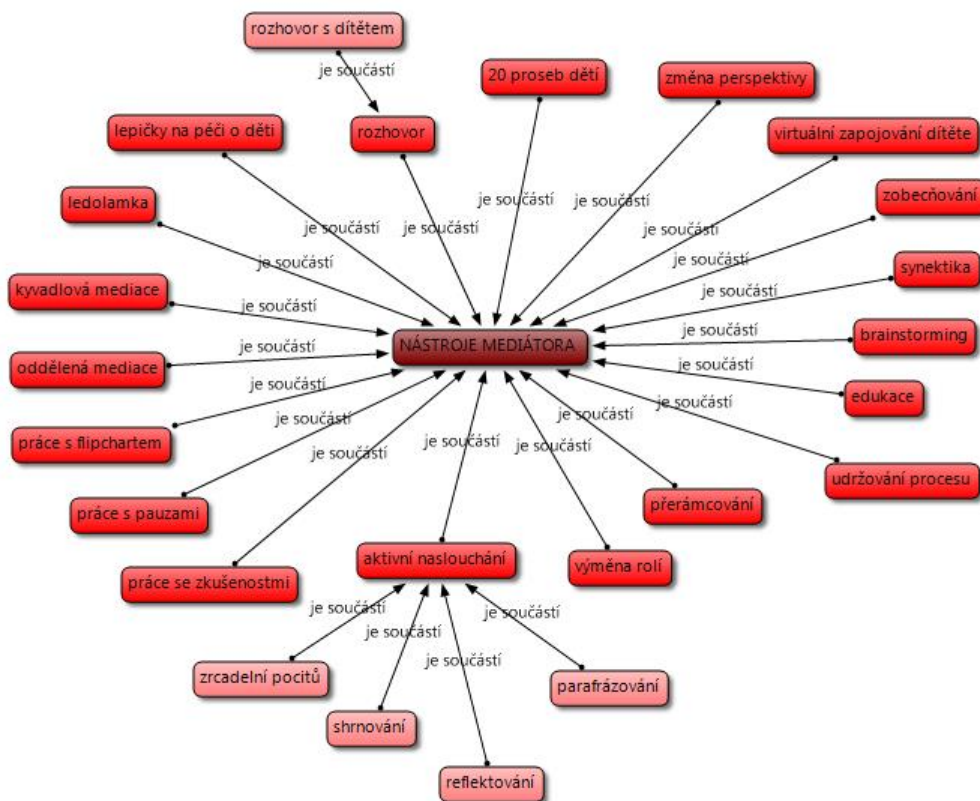 rozhovor s dítětem
je součástí
20 proseb dětí
změna perspektivy
lepičky na péči o děti
rozhovor
virtuální zapojování dítěte
ledolamka
zobecňování
je součástí
je součástí
je součástí
je součástí
je součástí
je součástí
je součástí
synektika
kyvadlová mediace
je součástí
je součástí
brainstorming
NÁSTROJE MEDIÁTORA
je součástí
oddělená mediace
je součástí
je součástí
edukace
je součástí
je součástí
je součástí
práce s flipchartem
je součástí
je součástí
je součástí
je součástí
udržování procesu
práce s pauzami
přerámcování
aktivní naslouchání
výměna rolí
práce se zkušenostmi
je součástí
je součástí
je součástí
je součástí
zrcadelní pocitů
parafrázování
shrnování
reflektování